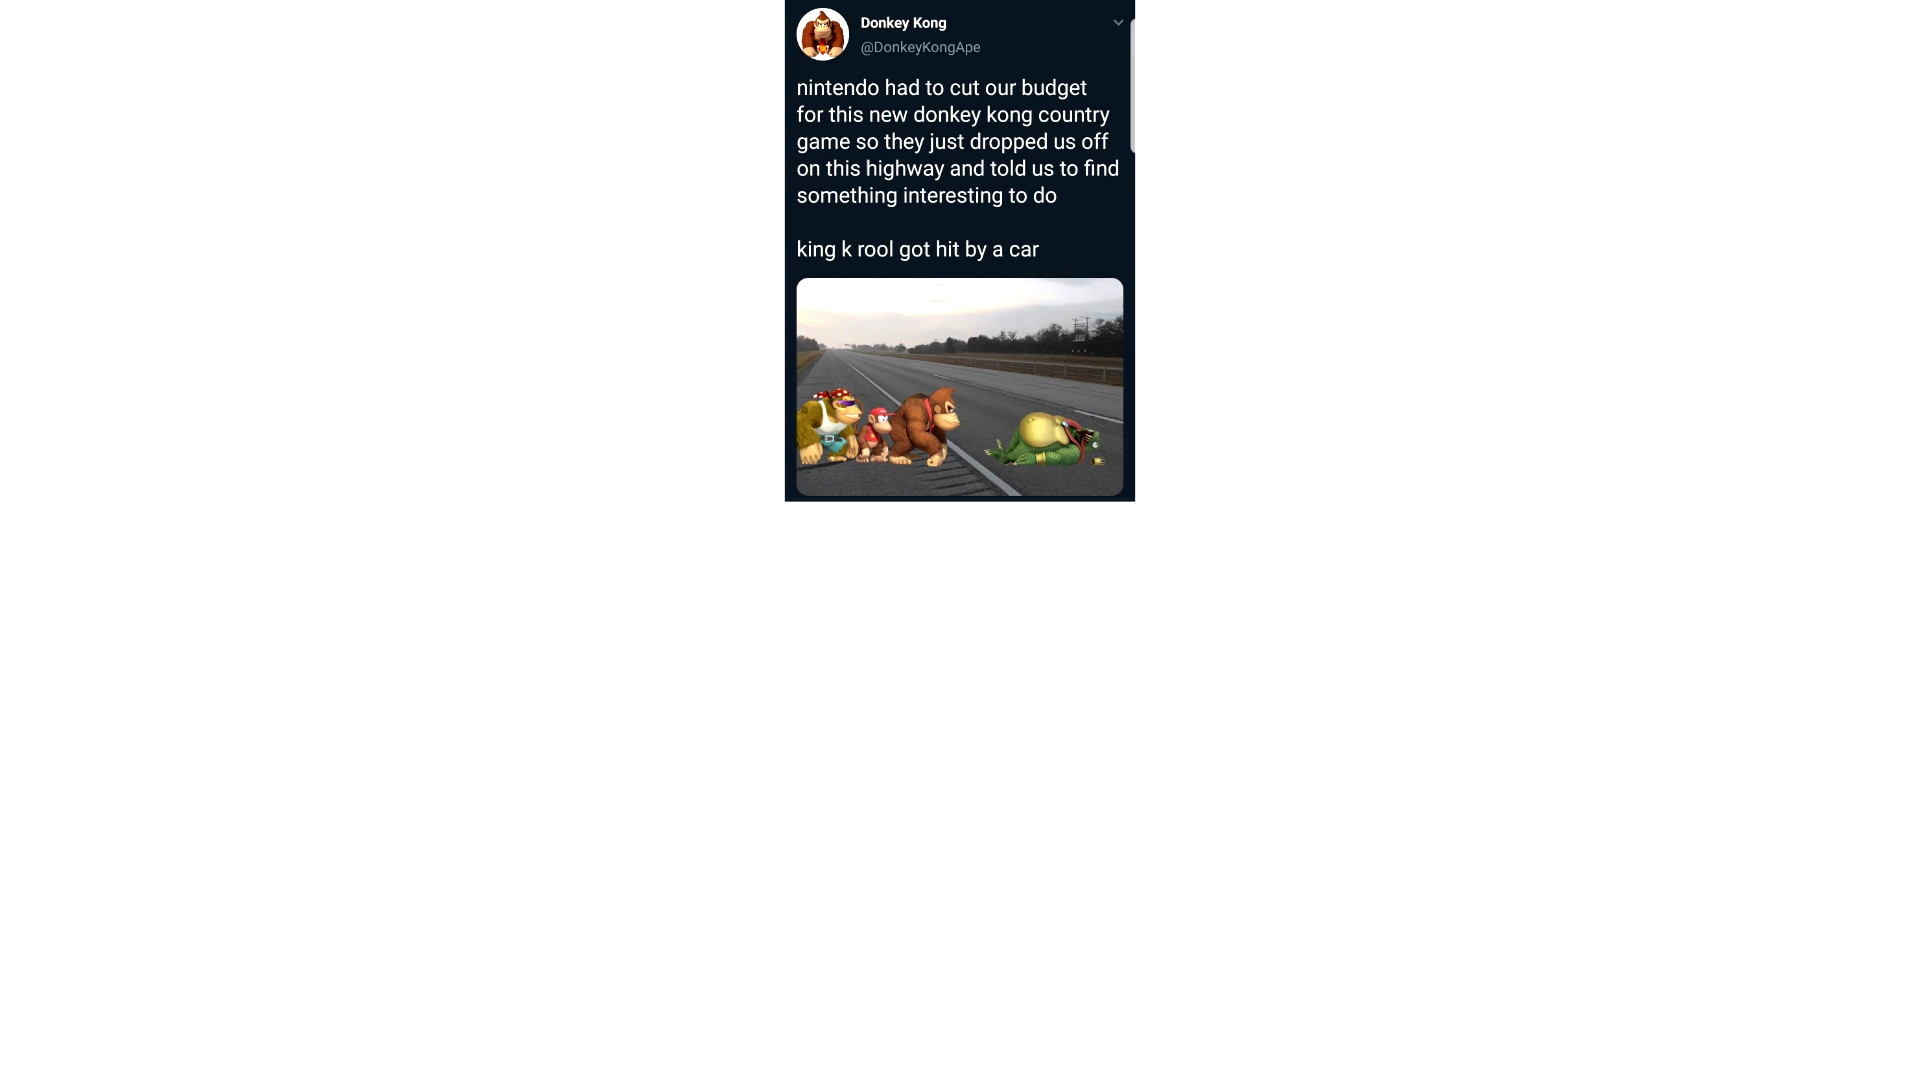 Donkey Kong
@DonkeyKongApe
nintendo had to cut our budget
for this new donkey kong country
game so they just dropped us off
on this highway and told us to find
something interesting to do
king k rool got hit by a car